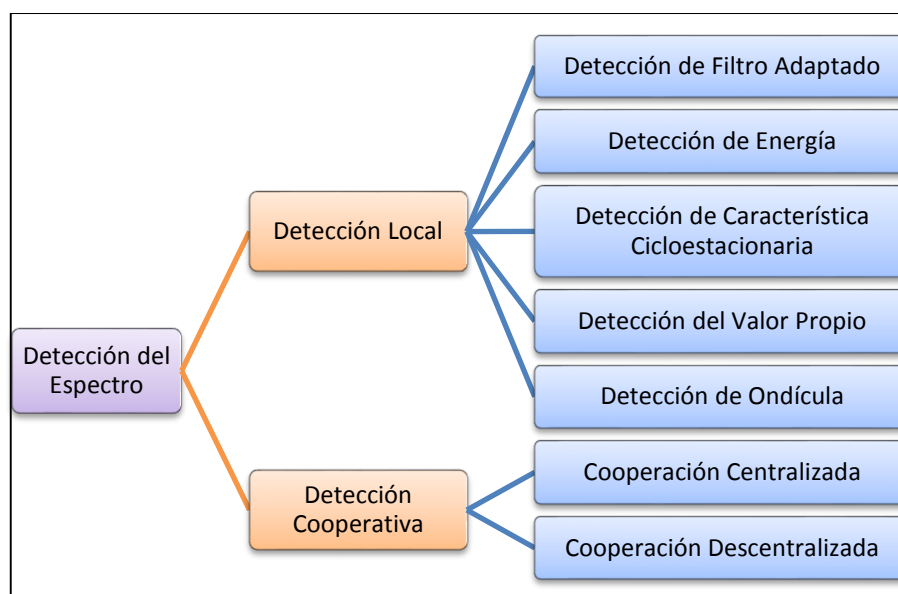 Detección del
Espectro
Detección Local
Detección de Filtro Adaptado
Detección de Energía
Detección de Característica
Cicloestacionaria
Detección del Valor Propio
Detección de Ondícula
Detección
Cooperativa
Cooperación Centralizada
Cooperación Descentralizada